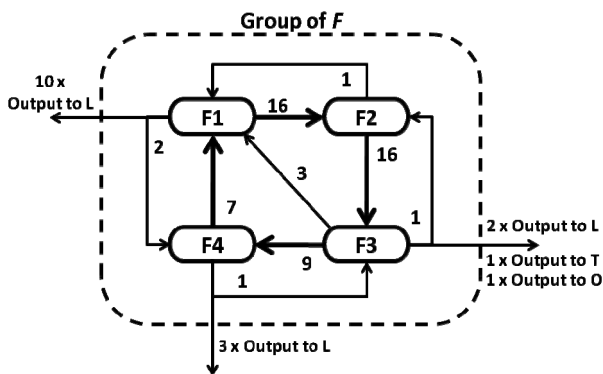 Group of F
10 x
Output to L
1
F1
16
F2
2
16
3
7
1
F4
9
F3
2 x Output to L
1 x Output to T
1 x Output to O
1
3 x Output to L